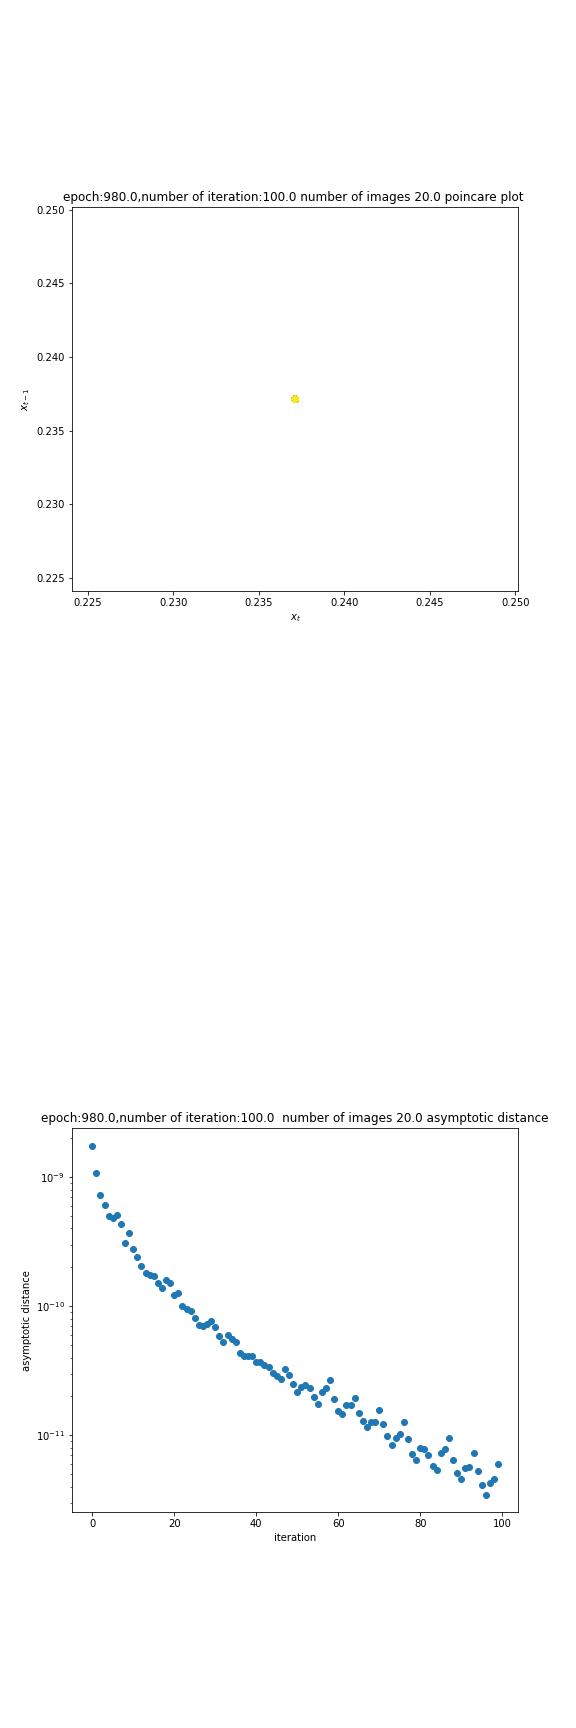 epoch:980.0,number of iteration:100.0 number of images 20.0 poincare plot
0.250
0.245
0.240
0.235
0.230
0.225
x_{t-1}
0.225 0.230 0.235 0.240 0.245 0.250
x_t
epoch:980.0,number of iteration:100.0  number of images 20.0 asymptotic distance
10^{-9}
10^{-10}
10^{-11}
asymptotic distance
0 20 40 60 80 100
iteration